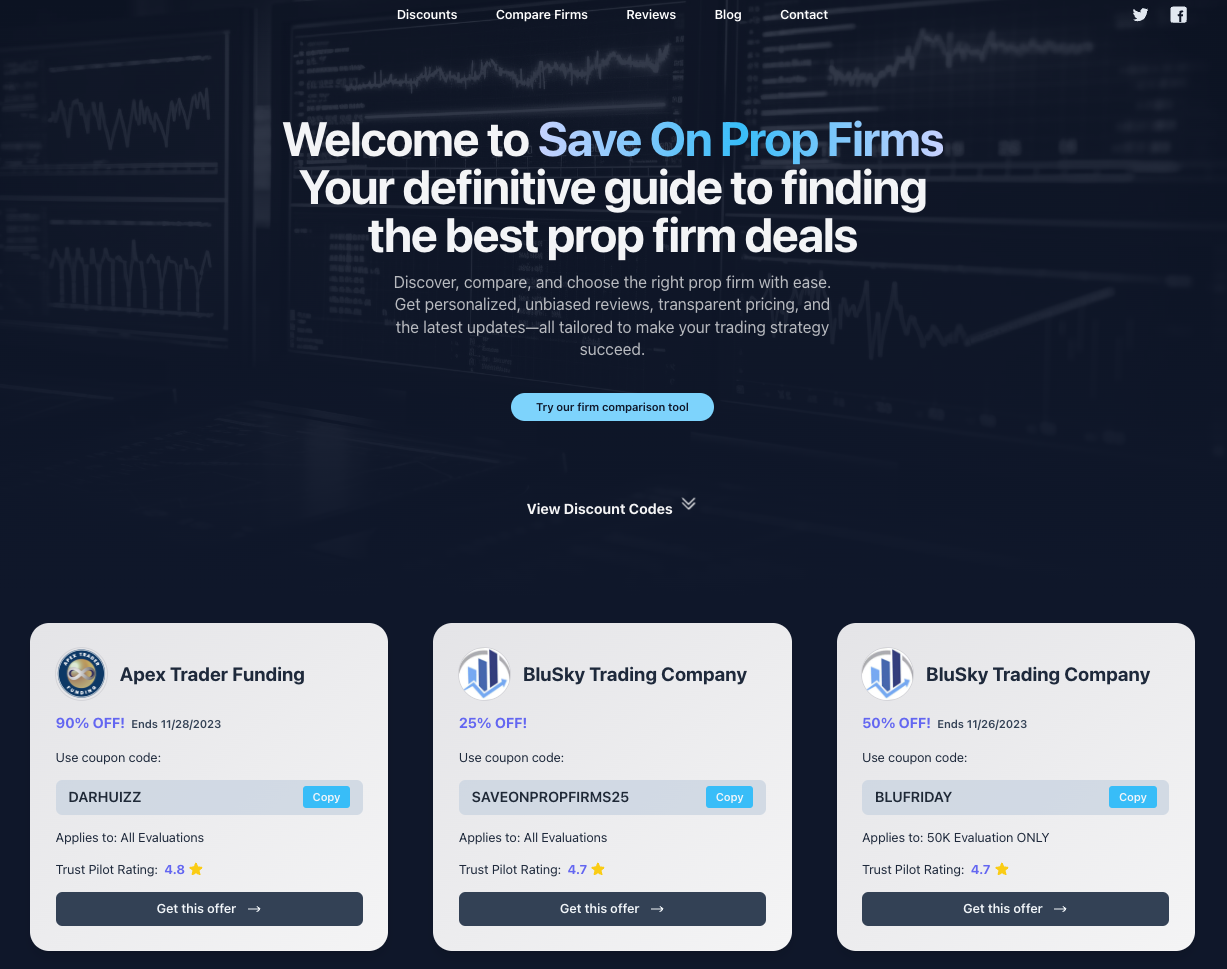 Discounts Compare Firms Reviews Blog Contact
Welcome to Save On Prop Firms
Your definitive guide to finding
the best prop firm deals
Discover, compare, and choose the right prop firm with ease.
Get personalized, unbiased reviews, transparent pricing, and
the latest updates—all tailored to make your trading strategy
succeed.
Try our firm comparison tool
View Discount Codes
APEX TRADER FUNDING
Apex Trader Funding
90% OFF! Ends 11/28/2023
Use coupon code:
DARHUIZZ Copy
Applies to: All Evaluations
Trust Pilot Rating: 4.8
Get this offer →
BluSky Trading Company
25% OFF!
Use coupon code:
SAVEONPROPFIRMS25 Copy
Applies to: All Evaluations
Trust Pilot Rating: 4.7
Get this offer →
BluSky Trading Company
50% OFF! Ends 11/26/2023
Use coupon code:
BLUFRIDAY Copy
Applies to: 50K Evaluation ONLY
Trust Pilot Rating: 4.7
Get this offer →